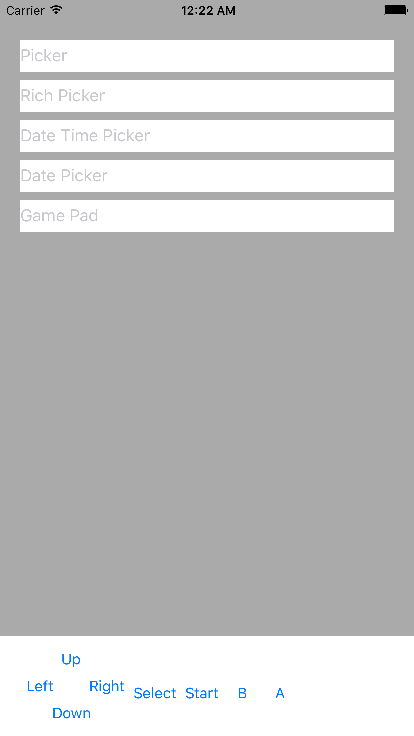 Carrier 12:22 AM
Picker
Rich Picker
Date Time Picker
Date Picker
Game Pad
Up
Left Right Select Start B A
Down